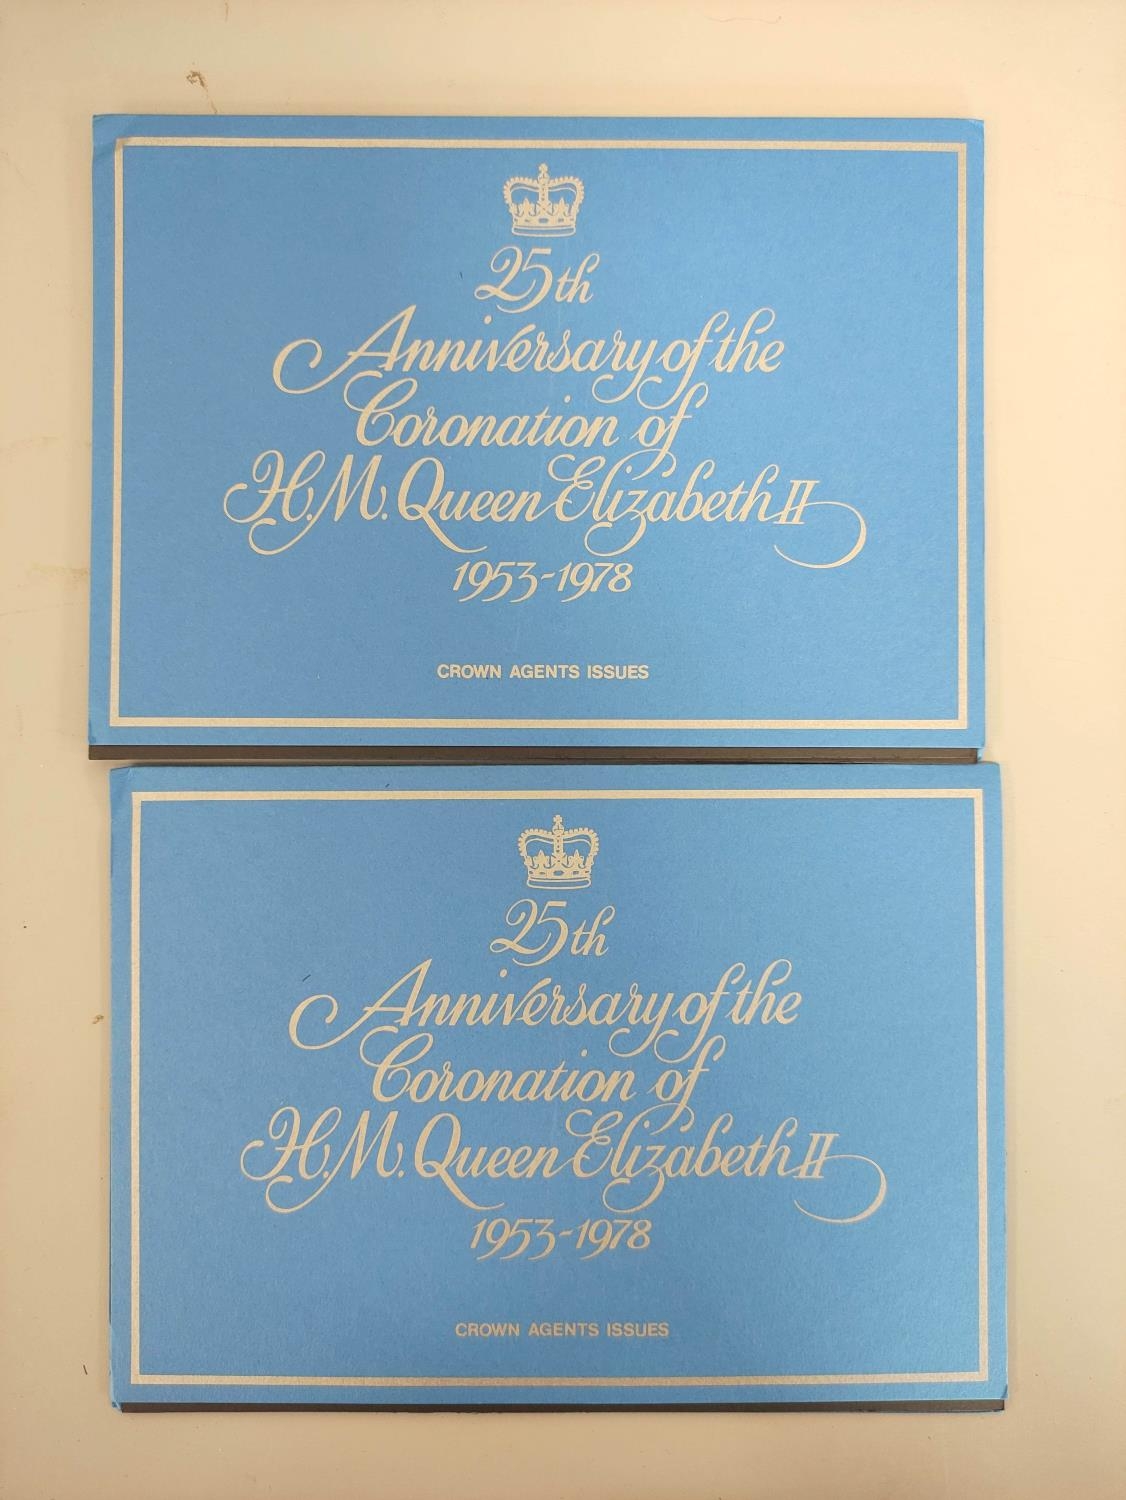 25th
Anniversary of the
Coronation of
H.M. Queen Elizabeth II
1953-1978
CROWN AGENTS ISSUES
25th
Anniversary of the
Coronation of
H.M. Queen Elizabeth II
1953-1978
CROWN AGENTS ISSUES